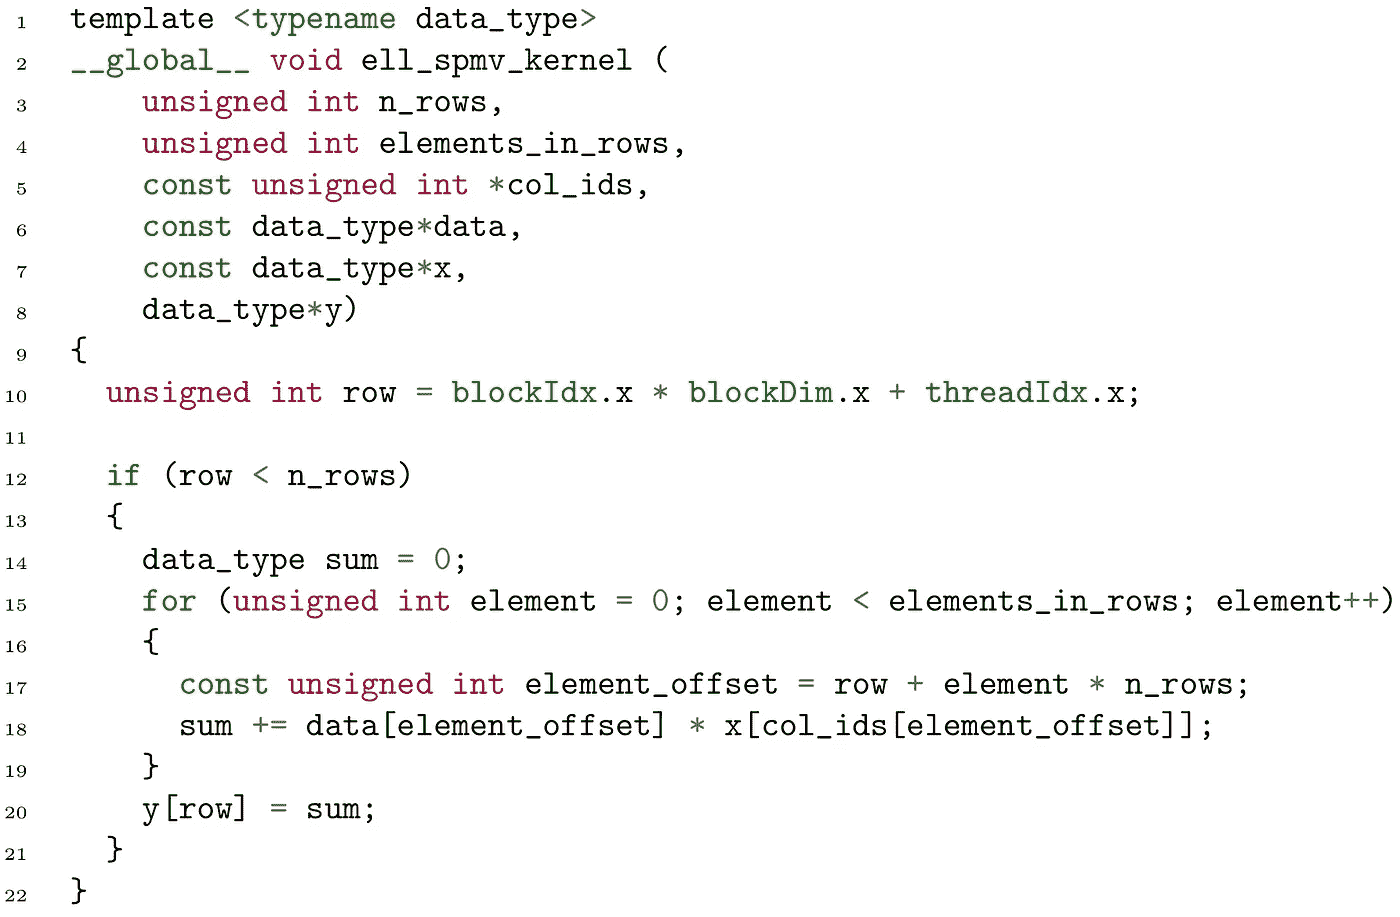 1 template <typename data_type>
2 __global__ void ell_spmv_kernel (
3     unsigned int n_rows,
4     unsigned int elements_in_rows,
5     const unsigned int *col_ids,
6     const data_type*data,
7     const data_type*x,
8     data_type*y)
9 {
10   unsigned int row = blockIdx.x * blockDim.x + threadIdx.x;
11
12   if (row < n_rows)
13   {
14     data_type sum = 0;
15     for (unsigned int element = 0; element < elements_in_rows; element++)
16     {
17       const unsigned int element_offset = row + element * n_rows;
18       sum += data[element_offset] * x[col_ids[element_offset]];
19     }
20     y[row] = sum;
21   }
22 }